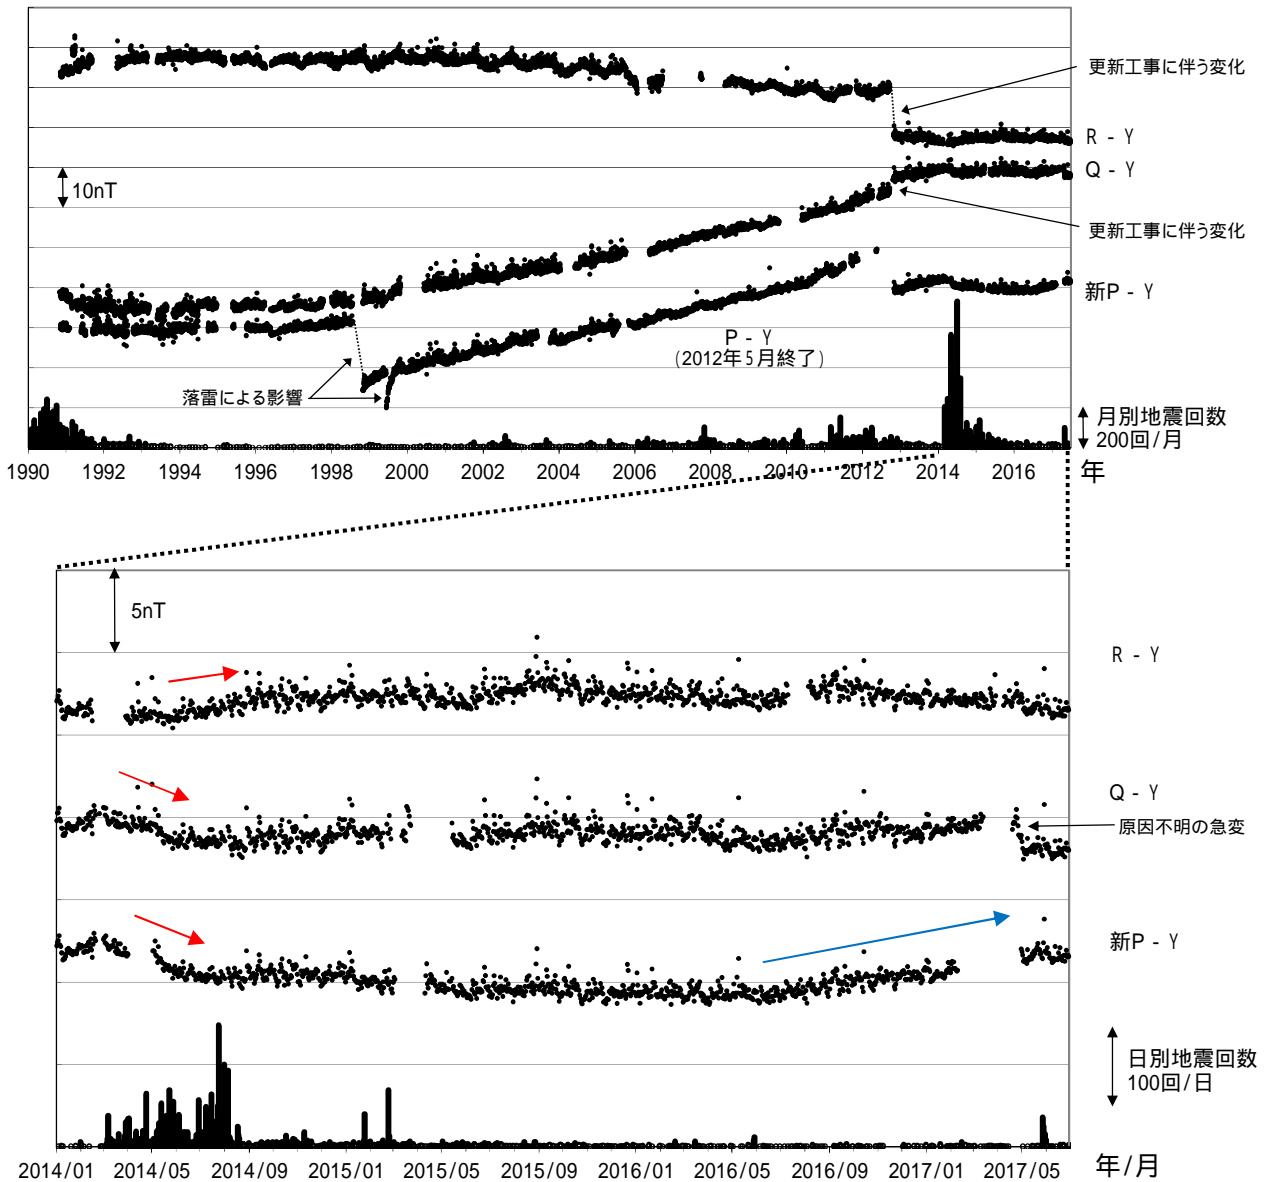 更新工事に伴う変化
R - Y
Q - Y
10nT
更新工事に伴う変化
新P - Y
P - Y
(2012年5月終了)
落雷による影響
月別地震回数
200回/月
1990 1992 1994 1996 1998 2000 2002 2004 2006 2008 2010 2012 2014 2016
年
5nT
R - Y
Q - Y
原因不明の急変
新P - Y
日別地震回数
100回/日
2014/01 2014/05 2014/09 2015/01 2015/05 2015/09 2016/01 2016/05 2016/09 2017/01 2017/05
年/月